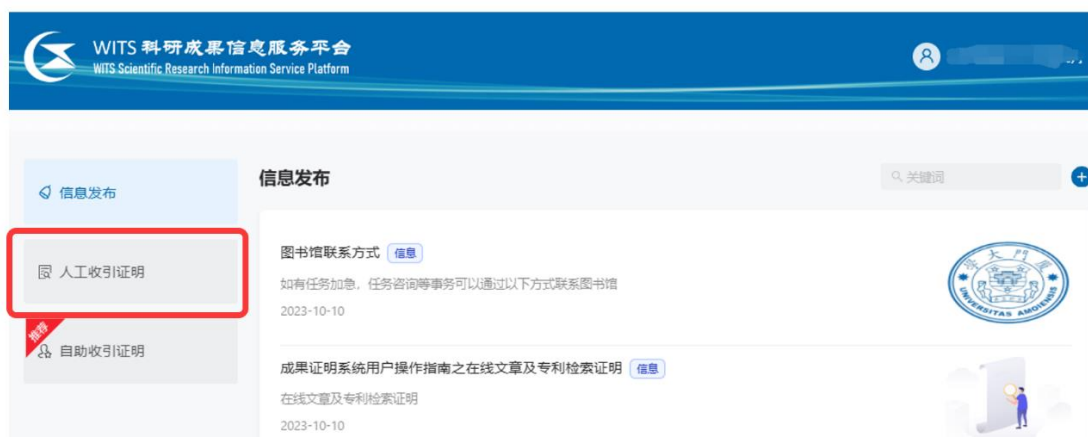 WITS 科研成果信息服务平台
WITS Scientific Research Information Service Platform
信息发布
人工收引证明
推荐
自助收引证明
信息发布
关键词
图书馆联系方式 信息
如有任务加急，任务咨询等事务可以通过以下方式联系图书馆
2023-10-10
UNIVERSITAS AMOIENSIS
成果证明系统用户操作指南之在线文章及专利检索证明 信息
在线文章及专利检索证明
2023-10-10